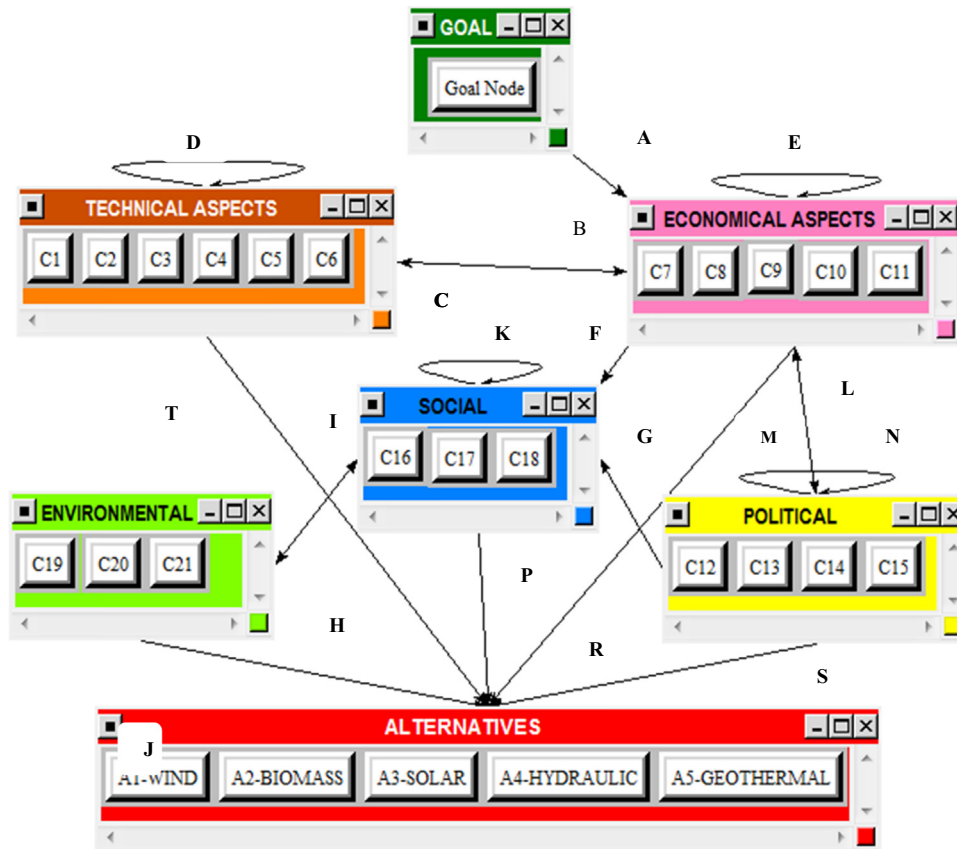 GOAL
Goal Node
A
D
E
TECHNICAL ASPECTS
C1 C2 C3 C4 C5 C6
B
ECONOMICAL ASPECTS
C7 C8 C9 C10 C11
C
K
F
SOCIAL
C16 C17 C18
T
I
G
L
M
N
ENVIRONMENTAL
C19 C20 C21
POLITICAL
C12 C13 C14 C15
P
H
R
S
ALTERNATIVES
J
A1-WIND A2-BIOMASS A3-SOLAR A4-HYDRAULIC A5-GEOTHERMAL